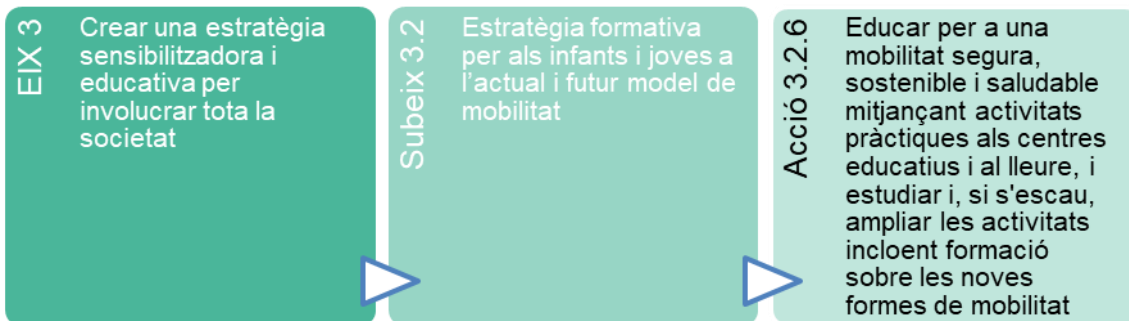 EIX 3
Crear una estratègia
sensibilitzadora i
educativa per
involucrar tota la
societat
Subeix 3.2
Estratègia formativa
per als infants i joves a
l’actual i futur model de
mobilitat
Acció 3.2.6
Educar per a una
mobilitat segura,
sostenible i saludable
mitjançant activitats
pràctiques als centres
educatius i al lleure, i
estudiar i, si s'escau,
ampliar les activitats
incloent formació
sobre les noves
formes de mobilitat